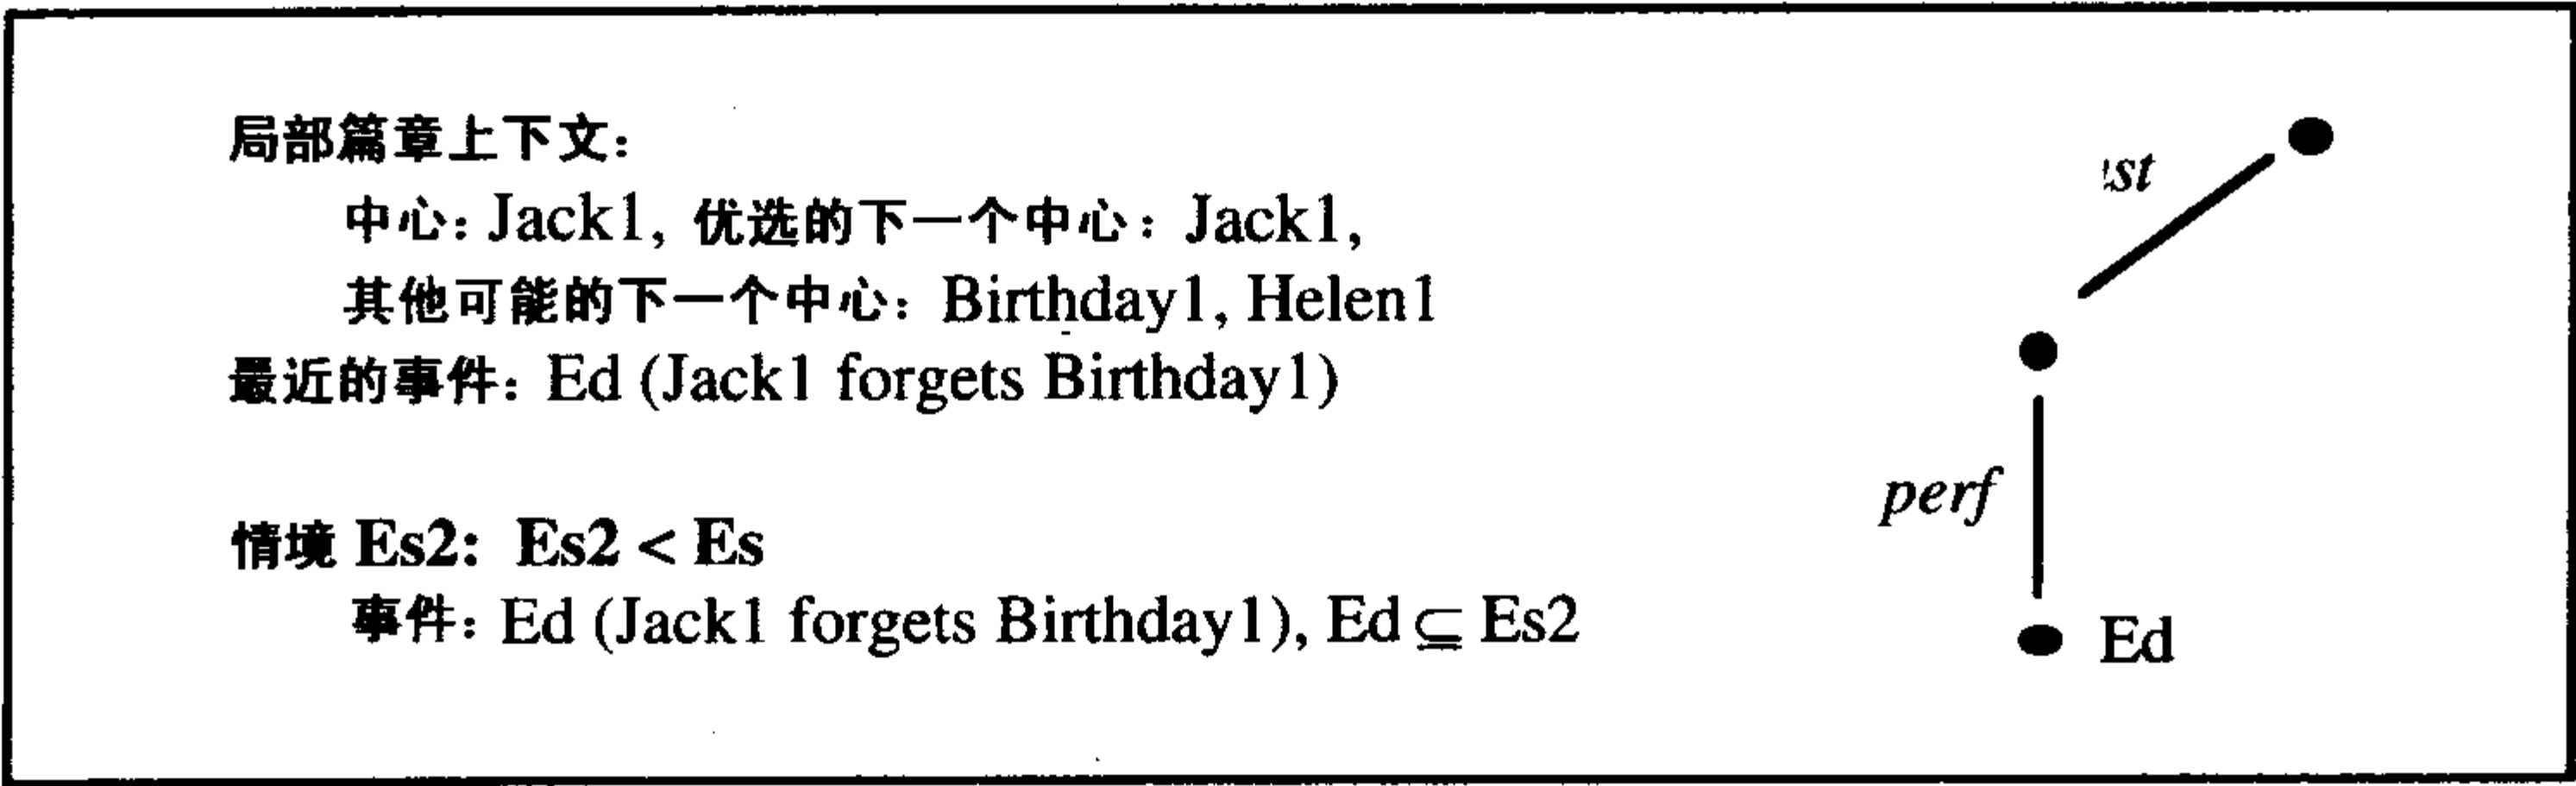 局部篇章上下文：
中心：Jack1, 优选的下一个中心：Jack1,
其他可能的下一个中心：Birthday1, Helen1
最近的事件：Ed (Jack1 forgets Birthday1)
情境 Es2: Es2 < Es
事件：Ed (Jack1 forgets Birthday1), Ed ⊆ Es2
perf
Ed